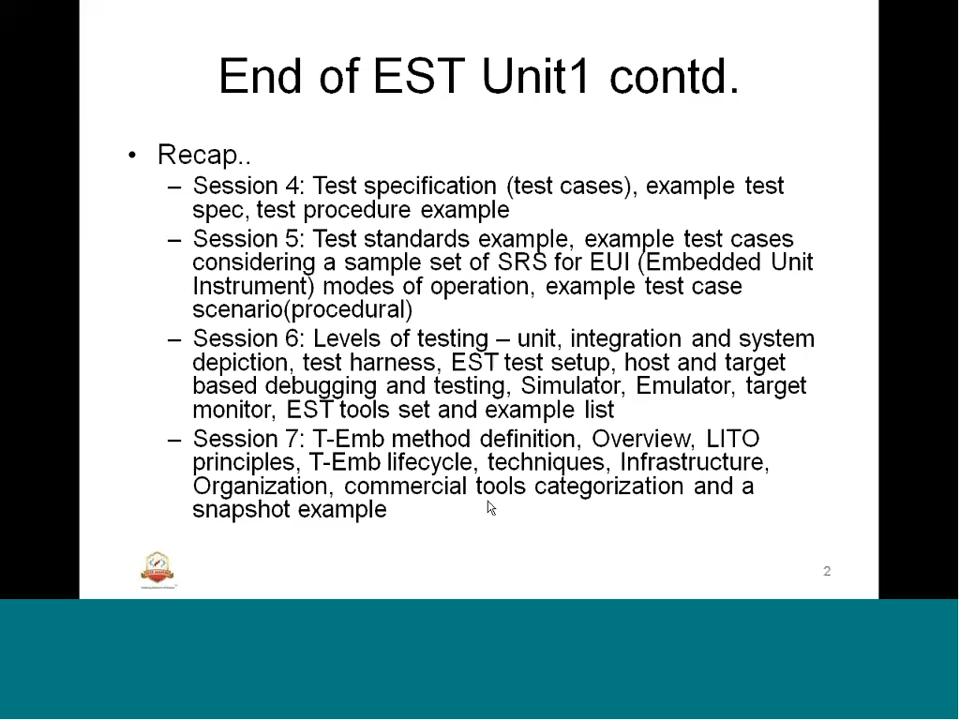 End of EST Unit1 contd.
• Recap..
– Session 4: Test specification (test cases), example test
spec, test procedure example
– Session 5: Test standards example, example test cases
considering a sample set of SRS for EUI (Embedded Unit
Instrument) modes of operation, example test case
scenario(procedural)
– Session 6: Levels of testing – unit, integration and system
depiction, test harness, EST test setup, host and target
based debugging and testing, Simulator, Emulator, target
monitor, EST tools set and example list
– Session 7: T-Emb method definition, Overview, LITO
principles, T-Emb lifecycle, techniques, Infrastructure,
Organization, commercial tools categorization and a
snapshot example
2